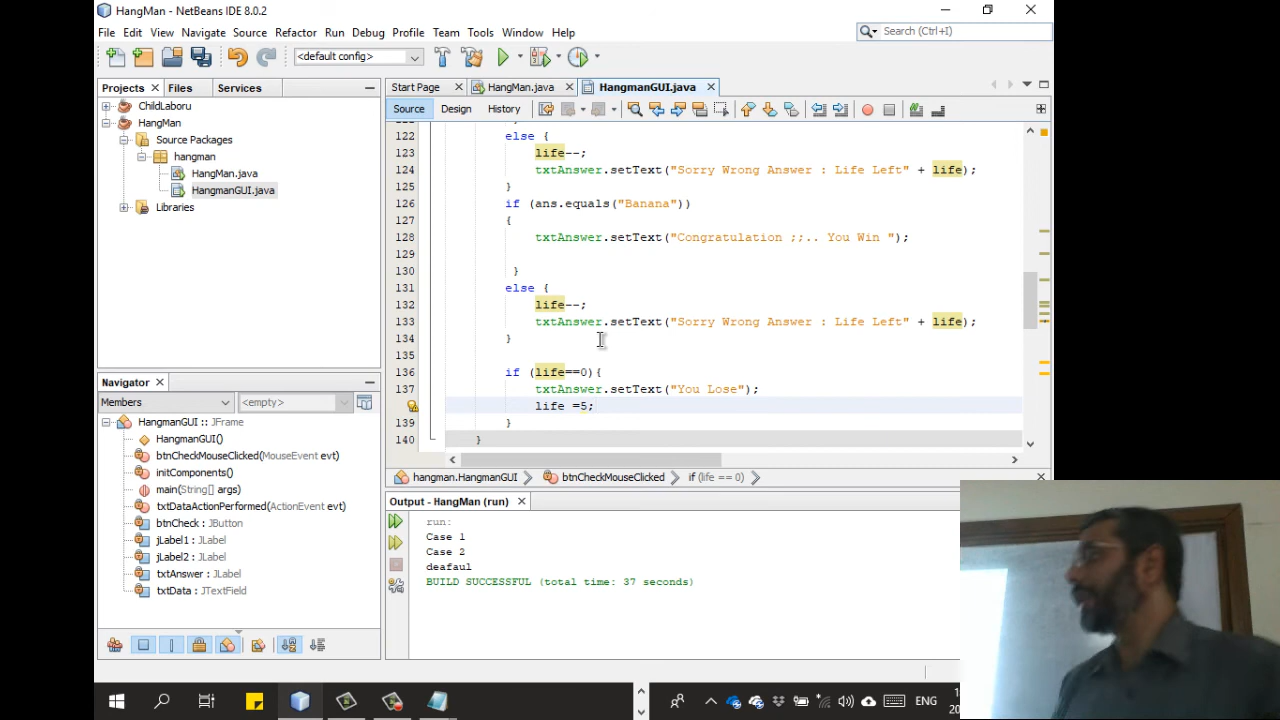 HangMan - NetBeans IDE 8.0.2
File Edit View Navigate Source Refactor Run Debug Profile Team Tools Window Help
Search (Ctrl+I)
<default config>
Projects Files Services
Start Page HangMan.java HangmanGUI.java
Source Design History
ChildLaboru
HangMan
Source Packages
hangman
HangMan.java
HangmanGUI.java
Libraries
122 else {
123 life--;
124 txtAnswer.setText("Sorry Wrong Answer : Life Left" + life);
125 }
126 if (ans.equals("Banana"))
127 {
128 txtAnswer.setText("Congratulation ;;.. You Win ");
129
130 }
131 else {
132 life--;
133 txtAnswer.setText("Sorry Wrong Answer : Life Left" + life);
134 }
135
136 if (life==0){
137 txtAnswer.setText("You Lose");
life =5;
139 }
140 }
hangman.HangmanGUI btnCheckMouseClicked if (life == 0)
Navigator
Members <empty>
HangmanGUI :: JFrame
HangmanGUI()
btnCheckMouseClicked(MouseEvent evt)
initComponents()
main(String[] args)
txtDataActionPerformed(ActionEvent evt)
btnCheck : JButton
jLabel1 : JLabel
jLabel2 : JLabel
txtAnswer : JLabel
txtData : JTextField
Output - HangMan (run)
run:
Case 1
Case 2
deafaul
BUILD SUCCESSFUL (total time: 37 seconds)
ENG